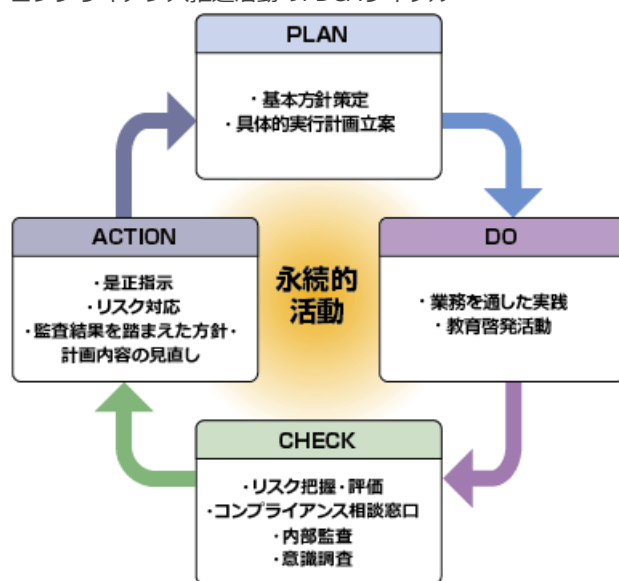 PLAN
・基本方針策定
・具体的実行計画立案
ACTION
・是正指示
・リスク対応
・監査結果を踏まえた方針・
計画内容の見直し
永続的
活動
DO
・業務を通した実践
・教育啓発活動
CHECK
・リスク把握・評価
・コンプライアンス相談窓口
・内部監査
・意識調査